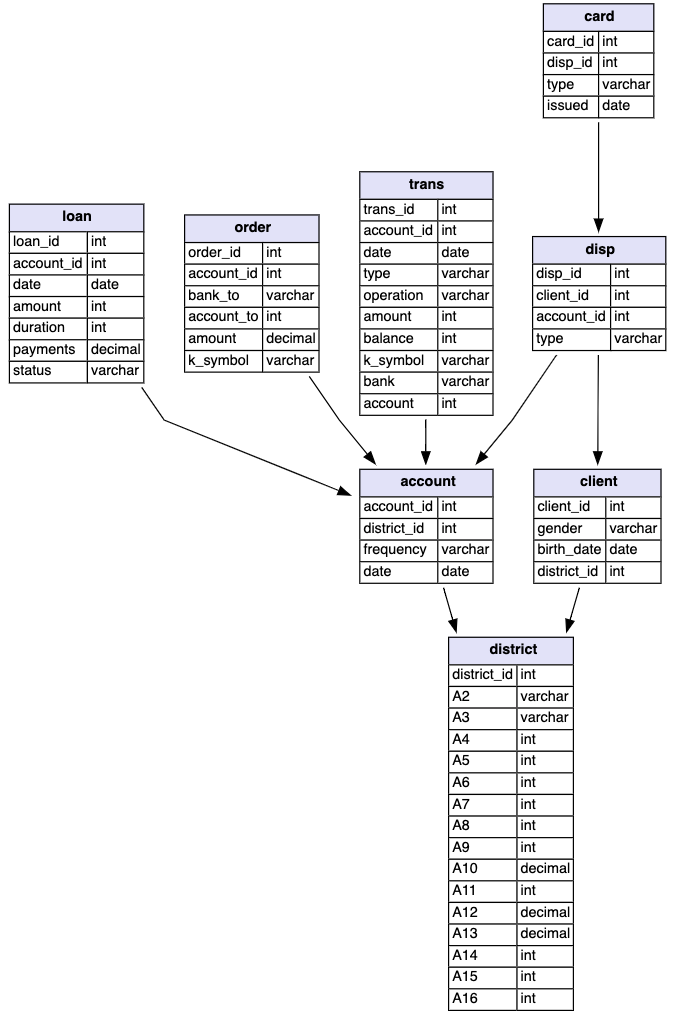 card
card_id int
disp_id int
type varchar
issued date
trans
trans_id int
account_id int
date date
type varchar
operation varchar
amount int
balance int
k_symbol varchar
bank varchar
account int
loan
loan_id int
account_id int
date date
amount int
duration int
payments decimal
status varchar
order
order_id int
account_id int
bank_to varchar
account_to int
amount decimal
k_symbol varchar
disp
disp_id int
client_id int
account_id int
type varchar
account
account_id int
district_id int
frequency varchar
date date
client
client_id int
gender varchar
birth_date date
district_id int
district
district_id int
A2 varchar
A3 varchar
A4 int
A5 int
A6 int
A7 int
A8 int
A9 int
A10 decimal
A11 int
A12 decimal
A13 decimal
A14 int
A15 int
A16 int